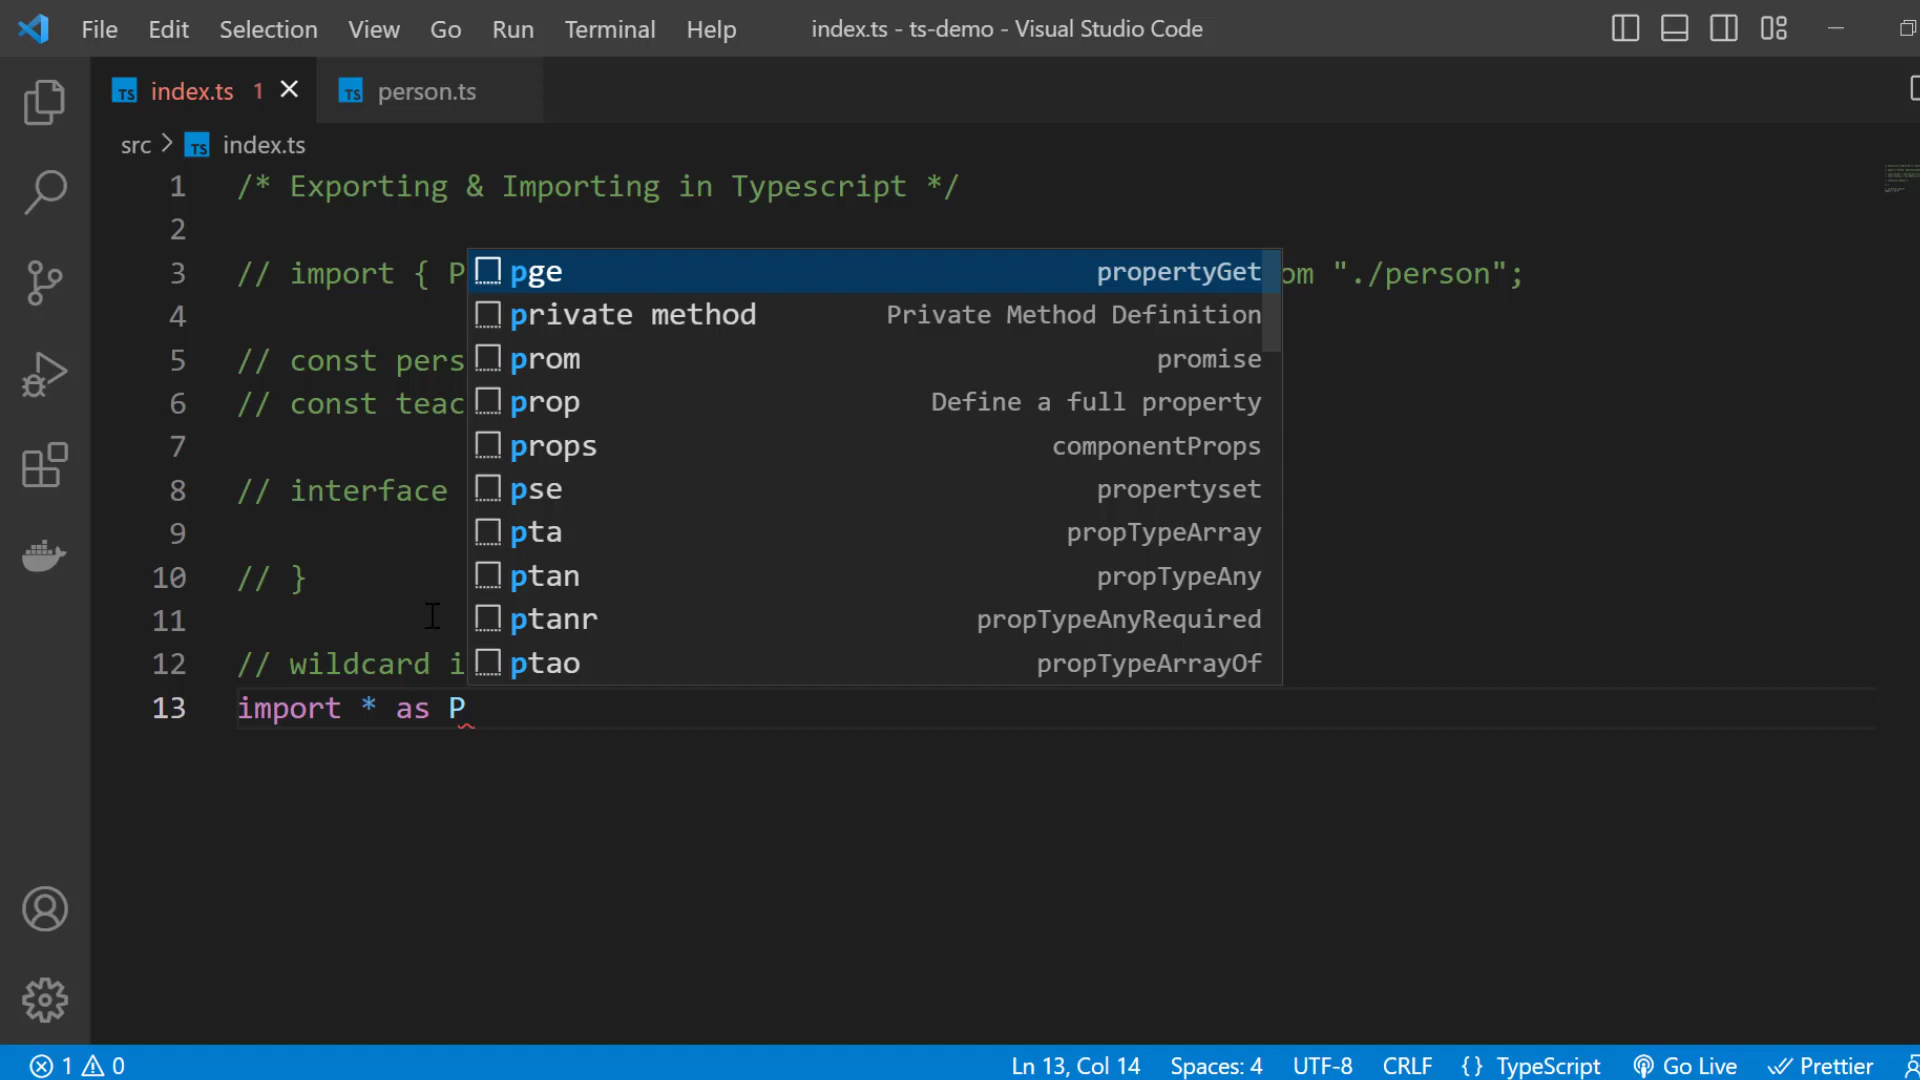 File Edit Selection View Go Run Terminal Help index.ts - ts-demo - Visual Studio Code
TS index.ts 1 TS person.ts
src > TS index.ts
1 /* Exporting & Importing in Typescript */
2
3 // import { P om "./person";
4
5 // const pers
6 // const teac
7
8 // interface
9
10 // }
11
12 // wildcard i
13 import * as P
pge propertyGet
private method Private Method Definition
prom promise
prop Define a full property
props componentProps
pse propertyset
pta propTypeArray
ptan propTypeAny
ptanr propTypeAnyRequired
ptao propTypeArrayOf
1 0 Ln 13, Col 14 Spaces: 4 UTF-8 CRLF {} TypeScript Go Live Prettier